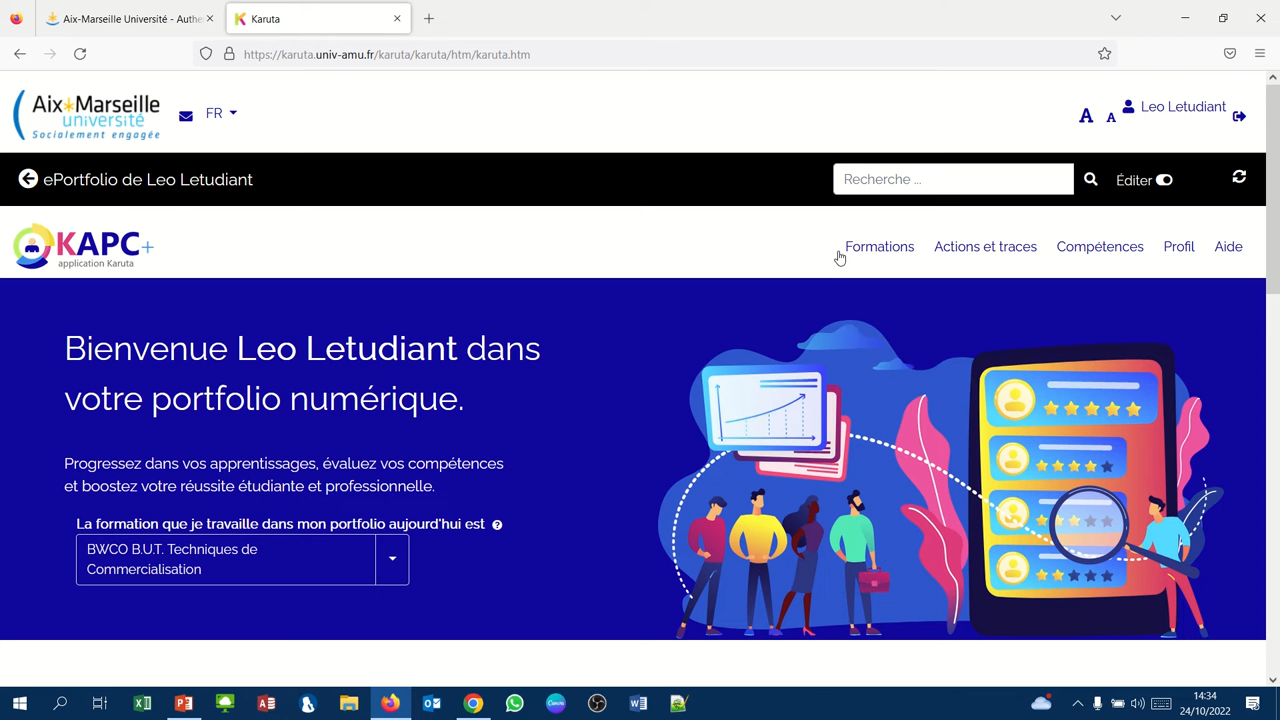 Aix-Marseille Université - Authe
Karuta
https://karuta.univ-amu.fr/karuta/karuta/htm/karuta.htm
Aix Marseille
université
Socialement engagée
FR
A A
Leo Letudiant
ePortfolio de Leo Letudiant
Recherche ...
Éditer
KAPC+
application Karuta
Formations
Actions et traces
Compétences
Profil
Aide
Bienvenue Leo Letudiant dans
votre portfolio numérique.
Progressez dans vos apprentissages, évaluez vos compétences
et boostez votre réussite étudiante et professionnelle.
La formation que je travaille dans mon portfolio aujourd'hui est
BWCO B.U.T. Techniques de
Commercialisation
14:34
24/10/2022